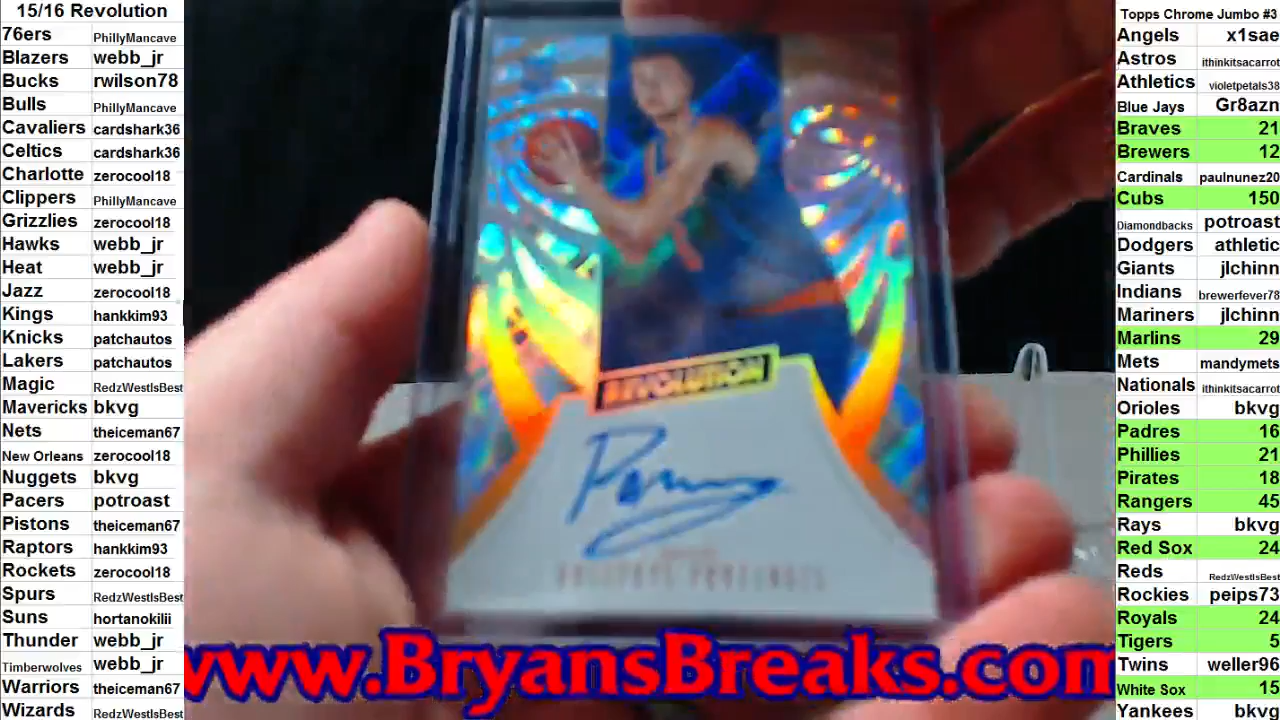 15/16 Revolution
76ers PhillyMancave
Blazers webb_jr
Bucks rwilson78
Bulls PhillyMancave
Cavaliers cardshark36
Celtics cardshark36
Charlotte zerocool18
Clippers PhillyMancave
Grizzlies zerocool18
Hawks webb_jr
Heat webb_jr
Jazz zerocool18
Kings hankkim93
Knicks patchautos
Lakers patchautos
Magic RedzWestIsBest
Mavericks bkvg
Nets theiceman67
New Orleans zerocool18
Nuggets bkvg
Pacers potroast
Pistons theiceman67
Raptors hankkim93
Rockets zerocool18
Spurs RedzWestIsBest
Suns hortanokilii
Thunder webb_jr
Timberwolves webb_jr
Warriors theiceman67
Wizards RedzWestIsBest
REVOLUTION
www.BryansBreaks.com
Topps Chrome Jumbo #3
Angels x1sae
Astros ithinkitsacarrot
Athletics violetpetals38
Blue Jays Gr8azn
Braves 21
Brewers 12
Cardinals paulnunez20
Cubs 150
Diamondbacks potroast
Dodgers athletic
Giants jlchinn
Indians brewerfever78
Mariners jlchinn
Marlins 29
Mets mandymets
Nationals ithinkitsacarrot
Orioles bkvg
Padres 16
Phillies 21
Pirates 18
Rangers 45
Rays bkvg
Red Sox 24
Reds RedzWestIsBest
Rockies peips73
Royals 24
Tigers 5
Twins weller96
White Sox 15
Yankees bkvg